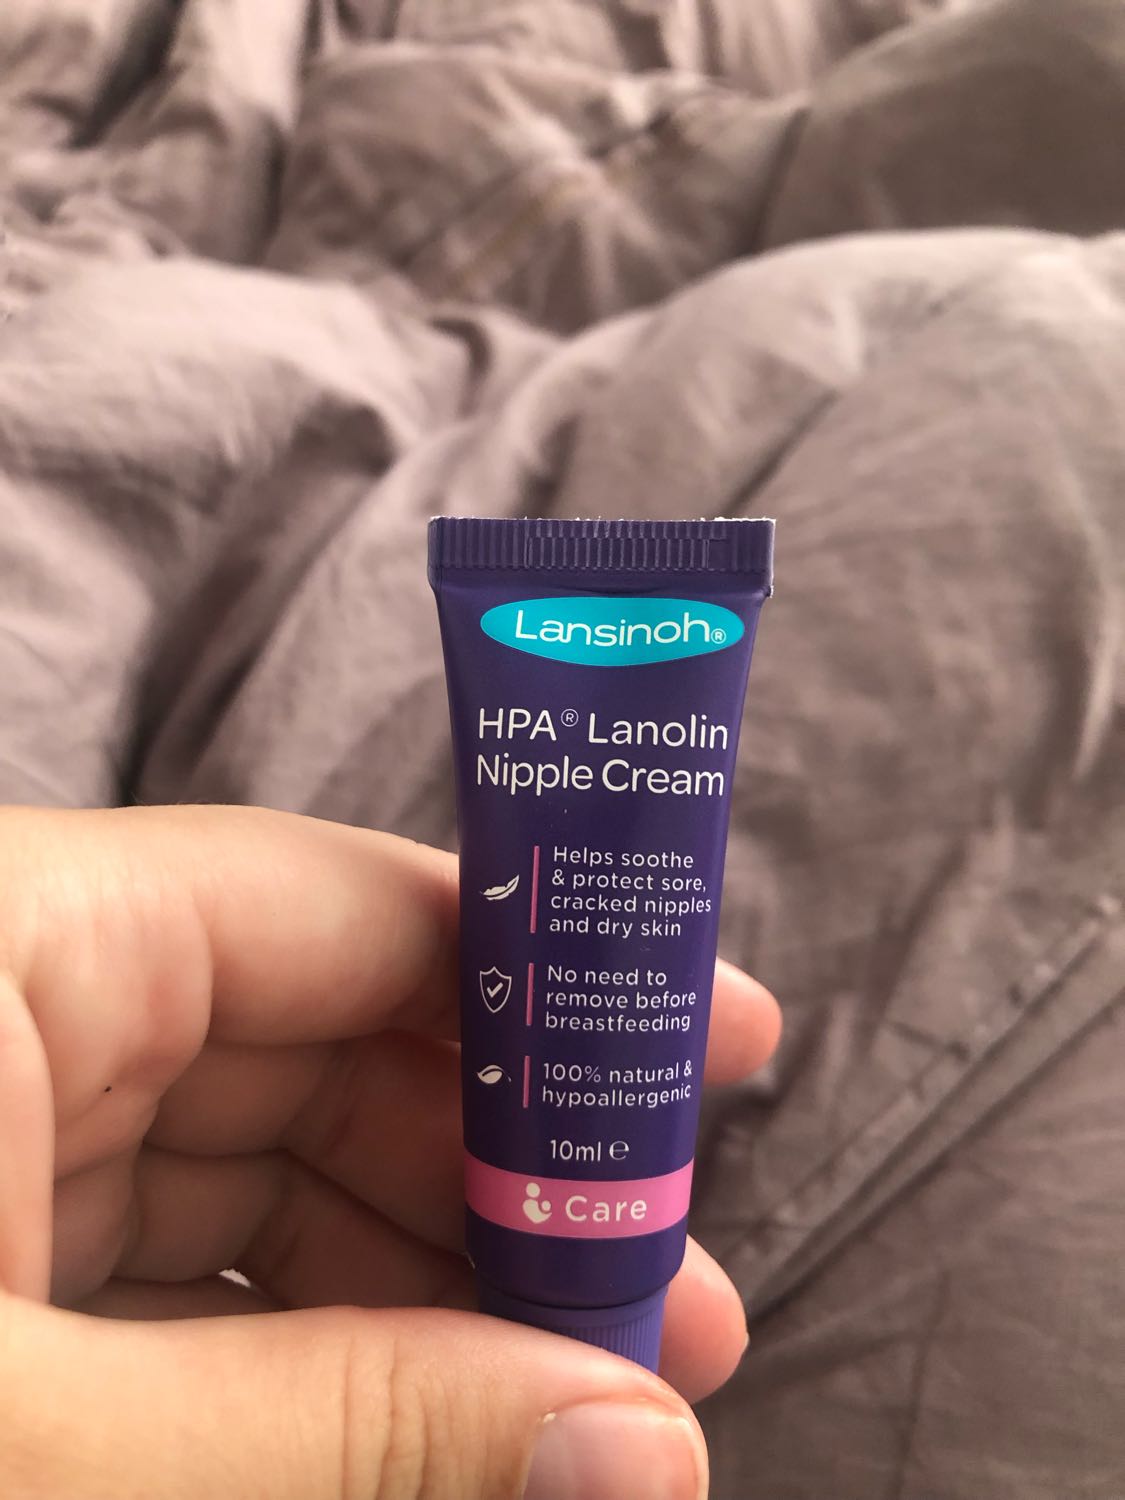 Lansinoh®
HPA® Lanolin
Nipple Cream
Helps soothe
& protect sore,
cracked nipples
and dry skin
No need to
remove before
breastfeeding
100% natural &
hypoallergenic
10ml ℮
Care